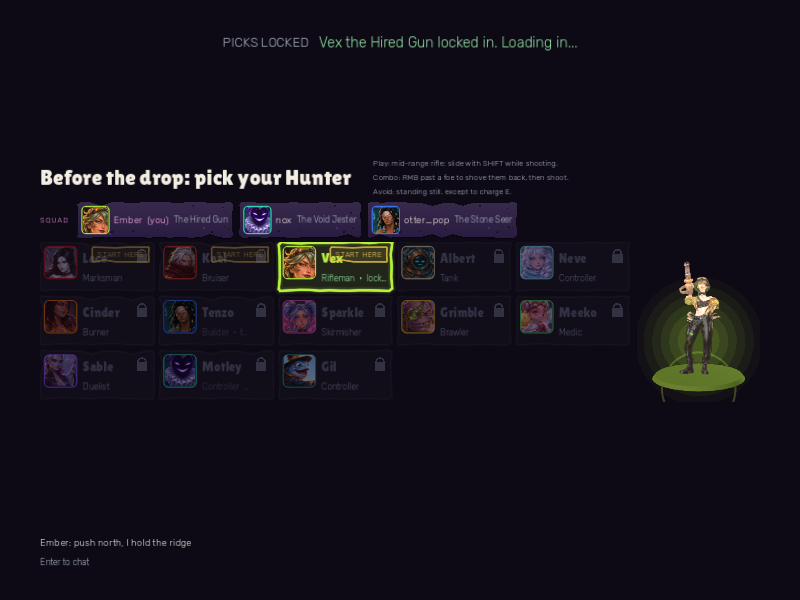 PICKS LOCKED Vex the Hired Gun locked in. Loading in...
Before the drop: pick your Hunter
Play: mid-range rifle: slide with SHIFT while shooting.
Combo: RMB past a foe to shove them back, then shoot.
Avoid: standing still, except to charge E.
SQUAD Ember (you) The Hired Gun nox The Void Jester otter_pop The Stone Seer
START HERE START HERE Vex START HERE Albert Neve
Marksman Bruiser Rifleman • lock... Tank Controller
Cinder Tenzo Sparkle Grimble Meeko
Burner Builder • Skirmisher Brawler Medic
Sable Motley Gil
Duelist Controller ... Controller
Ember: push north, I hold the ridge
Enter to chat